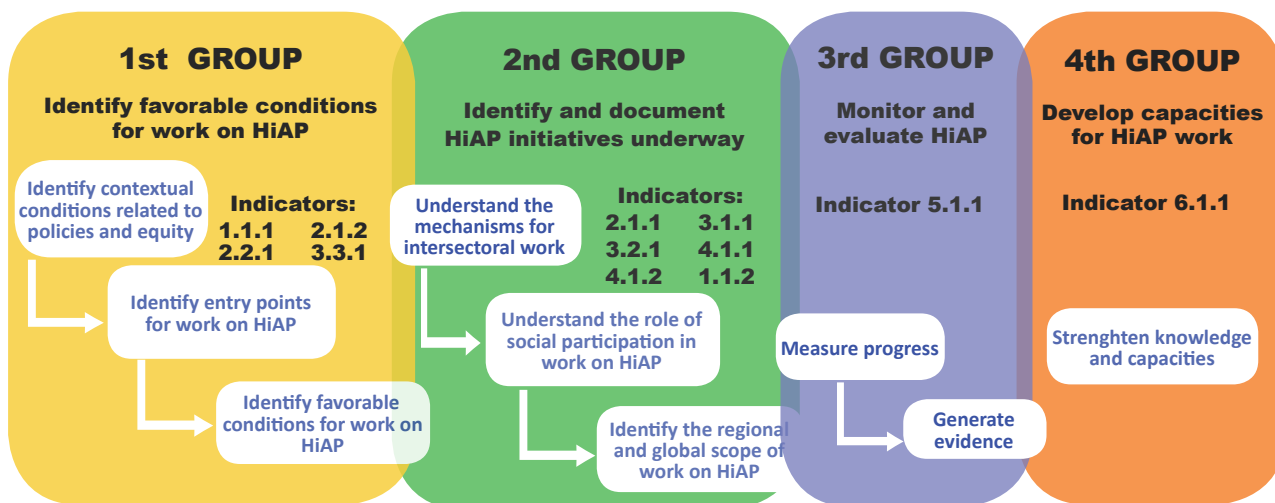 1st GROUP
Identify favorable conditions
for work on HiAP
Identify contextual
conditions related to
policies and equity
Indicators:
1.1.1 2.1.2
2.2.1 3.3.1
Identify entry points
for work on HiAP
Identify favorable
conditions for work on
HiAP
2nd GROUP
Identify and document
HiAP initiatives underway
Understand the
mechanisms for
intersectoral work
Indicators:
2.1.1 3.1.1
3.2.1 4.1.1
4.1.2 1.1.2
Understand the role of
social participation in
work on HiAP
Identify the regional
and global scope of
work on HiAP
3rd GROUP
Monitor and
evaluate HiAP
Indicator 5.1.1
Measure progress
Generate
evidence
4th GROUP
Develop capacities
for HiAP work
Indicator 6.1.1
Strenghten knowledge
and capacities